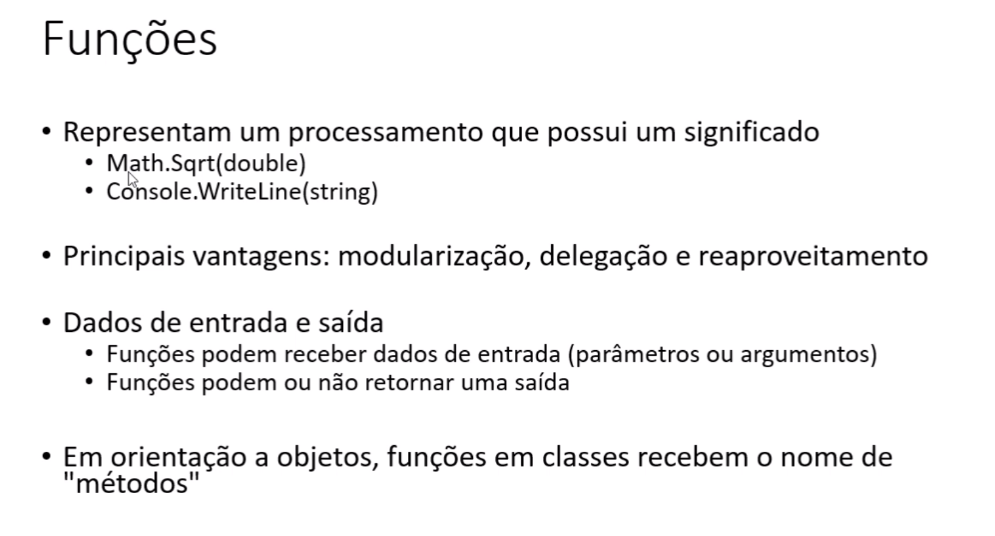 Funções
• Representam um processamento que possui um significado
• Math.Sqrt(double)
• Console.WriteLine(string)
• Principais vantagens: modularização, delegação e reaproveitamento
• Dados de entrada e saída
• Funções podem receber dados de entrada (parâmetros ou argumentos)
• Funções podem ou não retornar uma saída
• Em orientação a objetos, funções em classes recebem o nome de
"métodos"